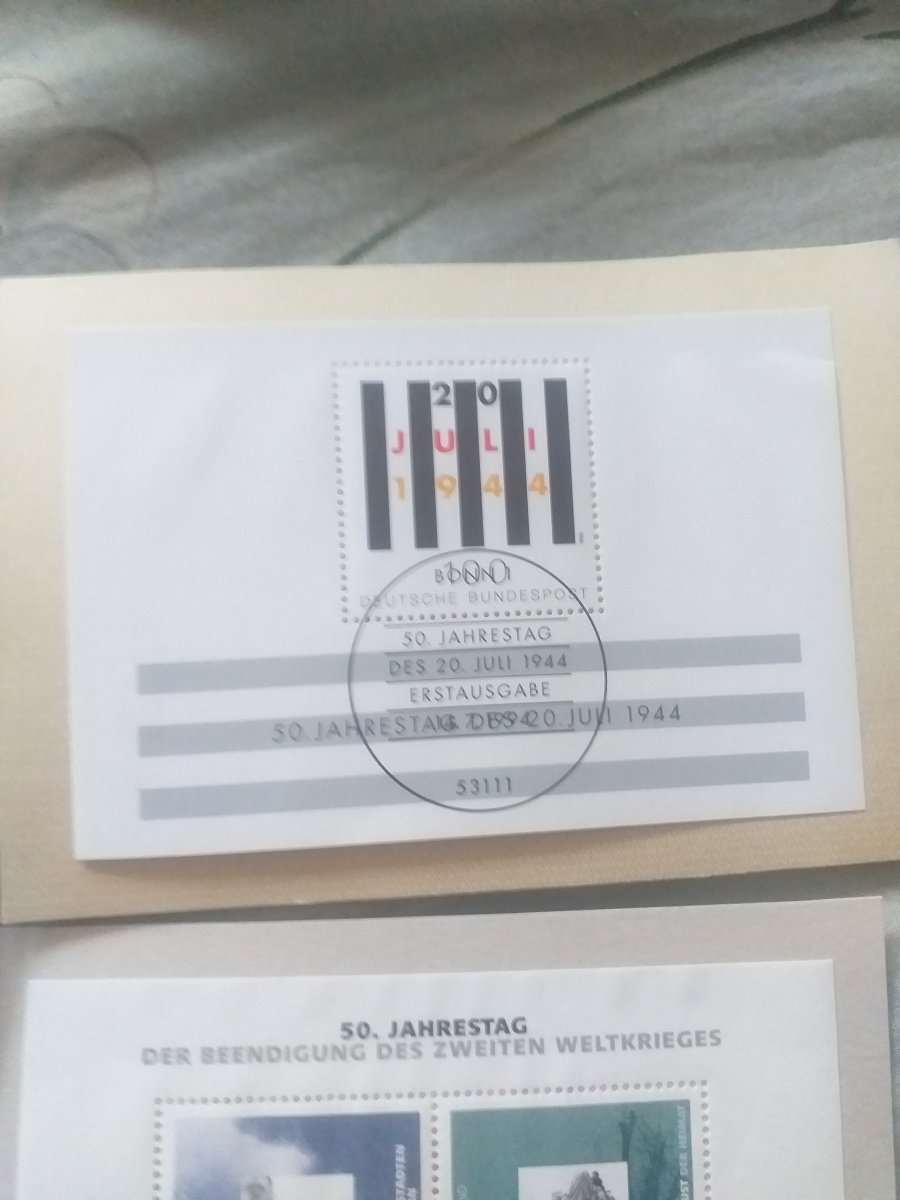 20
JULI
1944
100
DEUTSCHE BUNDESPOST
BONN 1
50. JAHRESTAG
DES 20. JULI 1944
ERSTAUSGABE
50. JAHRESTAG DES 20. JULI 1944
53111
50. JAHRESTAG
DER BEENDIGUNG DES ZWEITEN WELTKRIEGES